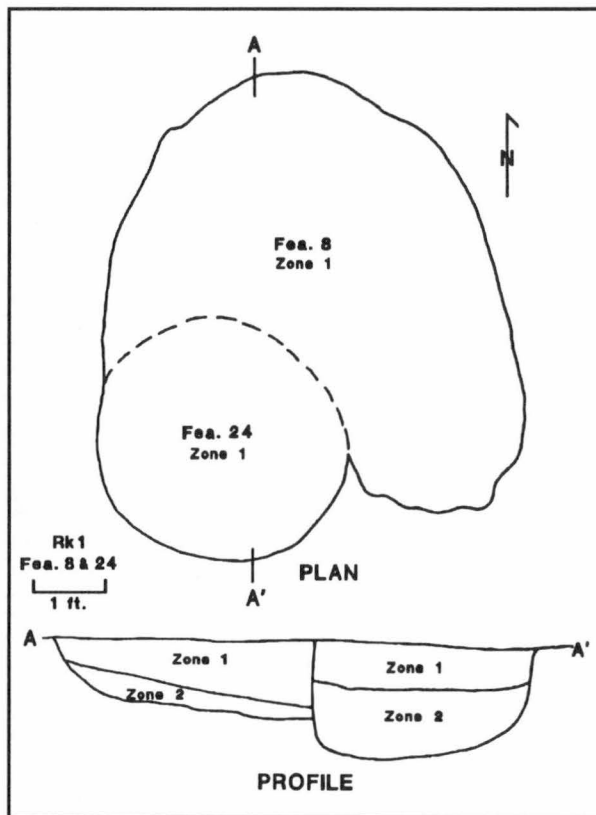 A
N
Fea. 8
Zone 1
Fea. 24
Zone 1
Rk1
Fea. 8 & 24
1 ft.
PLAN
A'
A
A'
Zone 1
Zone 1
Zone 2
Zone 2
PROFILE